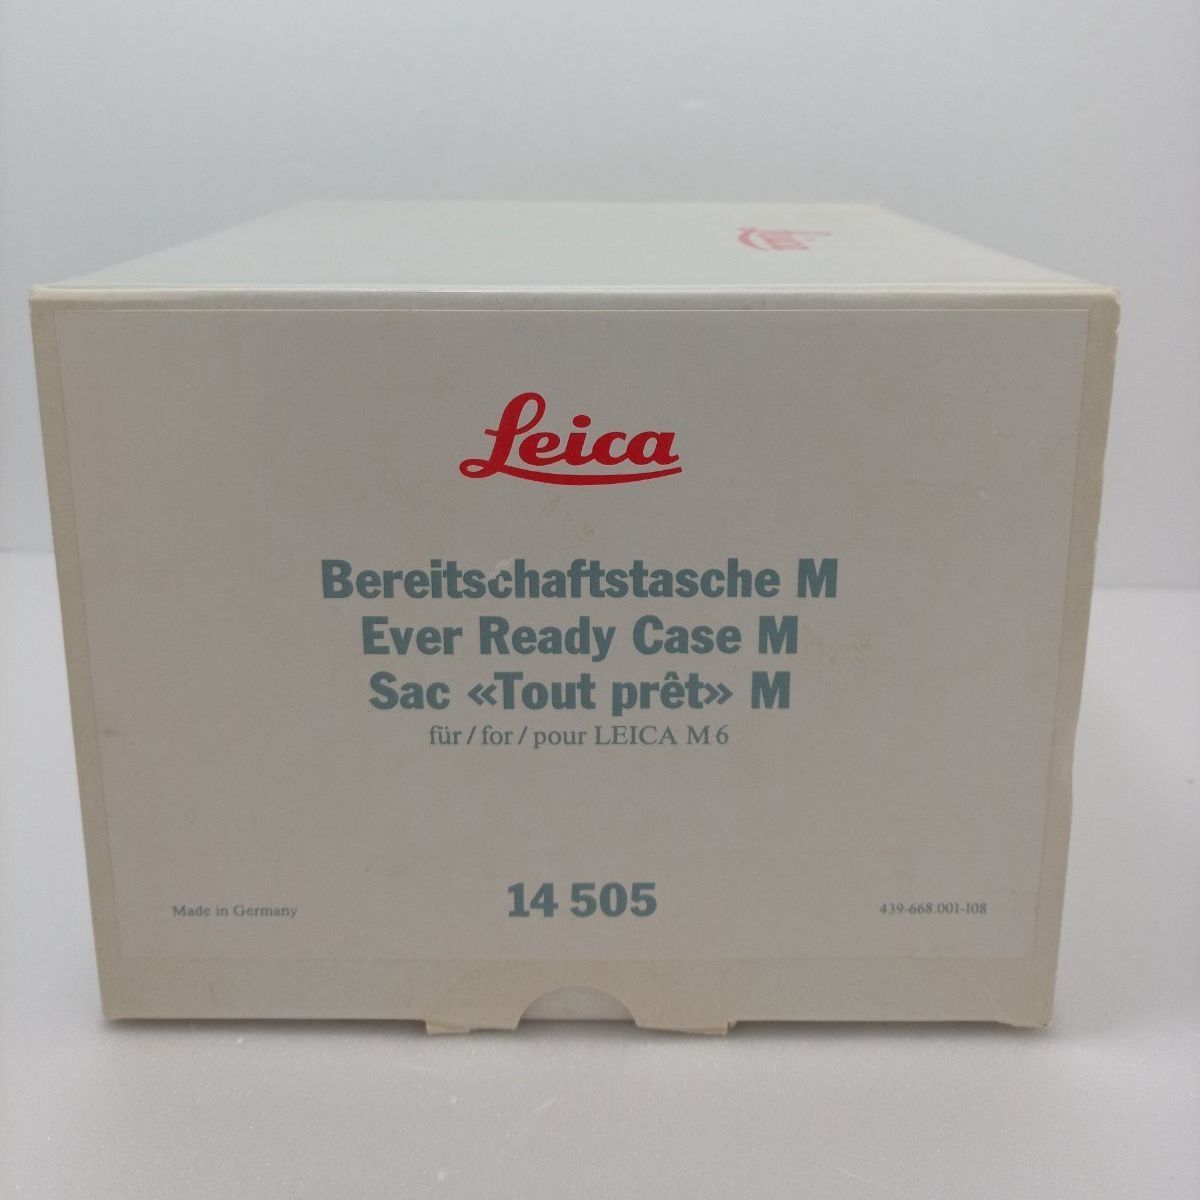 Leica
Leica
Bereitschaftstasche M
Ever Ready Case M
Sac «Tout prêt» M
für / for / pour LEICA M 6
14 505
Made in Germany
439-668.001-108